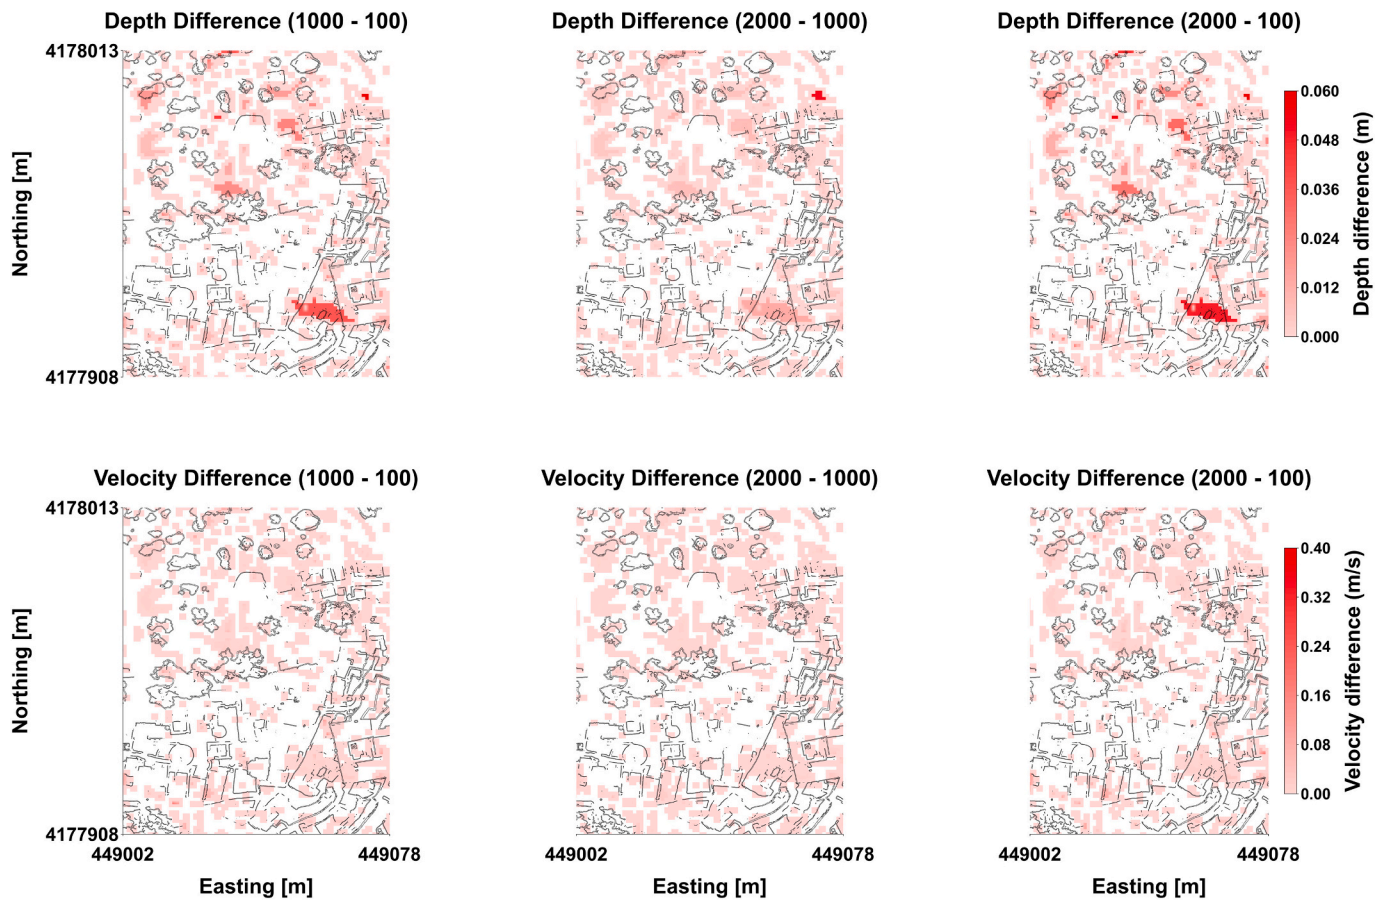 Depth Difference (1000 - 100)
Depth Difference (2000 - 1000)
Depth Difference (2000 - 100)
4178013
Northing [m]
4177908
0.060
0.048
0.036
0.024
0.012
0.000
Depth difference (m)
Velocity Difference (1000 - 100)
Velocity Difference (2000 - 1000)
Velocity Difference (2000 - 100)
4178013
Northing [m]
4177908
0.40
0.32
0.24
0.16
0.08
0.00
Velocity difference (m/s)
449002
449078
449002
449078
449002
449078
Easting [m]
Easting [m]
Easting [m]